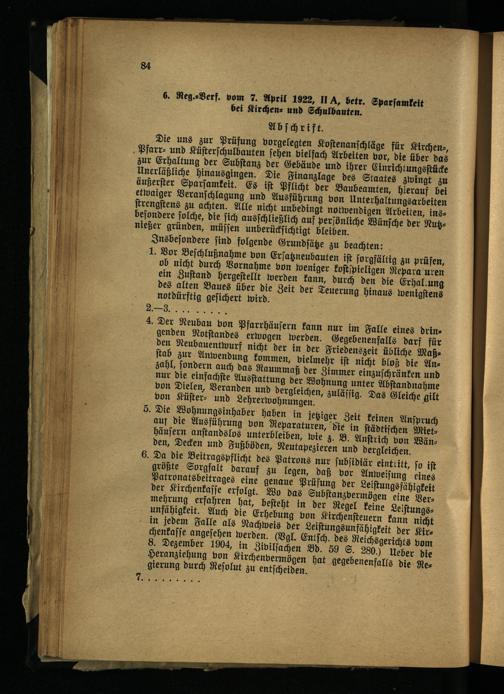 84
6. Reg.-Verf. vom 7. April 1922, II A, betr. Sparsamkeit
bei Kirchen- und Schulbauten.
Abschrift.
Die uns zur Prüfung vorgelegten Kostenanschläge für Kirchen-,
Pfarr- und Küsterschulbauten sehen vielfach Arbeiten vor, die über das
zur Erhaltung der Substanz der Gebäude und ihrer Einrichtungsstücke
Unerläßliche hinausgingen. Die Finanzlage des Staates zwingt zu
äußerster Sparsamkeit. Es ist Pflicht der Baubeamten, hierauf bei
etwaiger Veranschlagung und Ausführung von Unterhaltungsarbeiten
strengstens zu achten. Alle nicht unbedingt notwendigen Arbeiten, ins-
besondere solche, die sich ausschließlich auf persönliche Wünsche der Nutz-
nießer gründen, müssen unberücksichtigt bleiben.
Insbesondere sind folgende Grundsätze zu beachten:
1. Vor Beschlußnahme von Ersatzneubauten ist sorgfältig zu prüfen,
ob nicht durch Vornahme von weniger kostspieligen Reparaturen
ein Zustand hergestellt werden kann, durch den die Erhaltung
des alten Baues über die Zeit der Teuerung hinaus wenigstens
notdürftig gesichert wird.
2.—3. . . . . . . . .
4. Der Neubau von Pfarrhäusern kann nur im Falle eines drin-
genden Notstandes erwogen werden. Gegebenenfalls darf für
den Neubauentwurf nicht der in der Friedenszeit übliche Maß-
stab zur Anwendung kommen, vielmehr ist nicht bloß die An-
zahl, sondern auch das Raummaß der Zimmer einzuschränken und
nur die einfachste Ausstattung der Wohnung unter Abstandnahme
von Dielen, Veranden und dergleichen, zulässig. Das Gleiche gilt
von Küster- und Lehrerwohnungen.
5. Die Wohnungsinhaber haben in jetziger Zeit keinen Anspruch
auf die Ausführung von Reparaturen, die in städtischen Miet-
häusern anstandslos unterbleiben, wie z. B. Anstrich von Wän-
den, Decken und Fußböden, Neutapezieren und dergleichen.
6. Da die Beitragspflicht des Patrons nur subsidiär eintritt, so ist
größte Sorgfalt darauf zu legen, daß vor Anweisung eines
Patronatsbeitrages eine genaue Prüfung der Leistungsfähigkeit
der Kirchenkasse erfolgt. Wo das Substanzvermögen eine Ver-
mehrung erfahren hat, besteht in der Regel keine Leistungs-
unfähigkeit. Auch die Erhebung von Kirchensteuern kann nicht
in jedem Falle als Nachweis der Leistungsunfähigkeit der Kir-
chenkasse angesehen werden. (Vgl. Entsch. des Reichsgerichts vom
8. Dezember 1904, in Zivilsachen Bd. 59 S. 280.) Ueber die
Heranziehung von Kirchenvermögen hat gegebenenfalls die Re-
gierung durch Resolut zu entscheiden.
7. . . . . . . . .